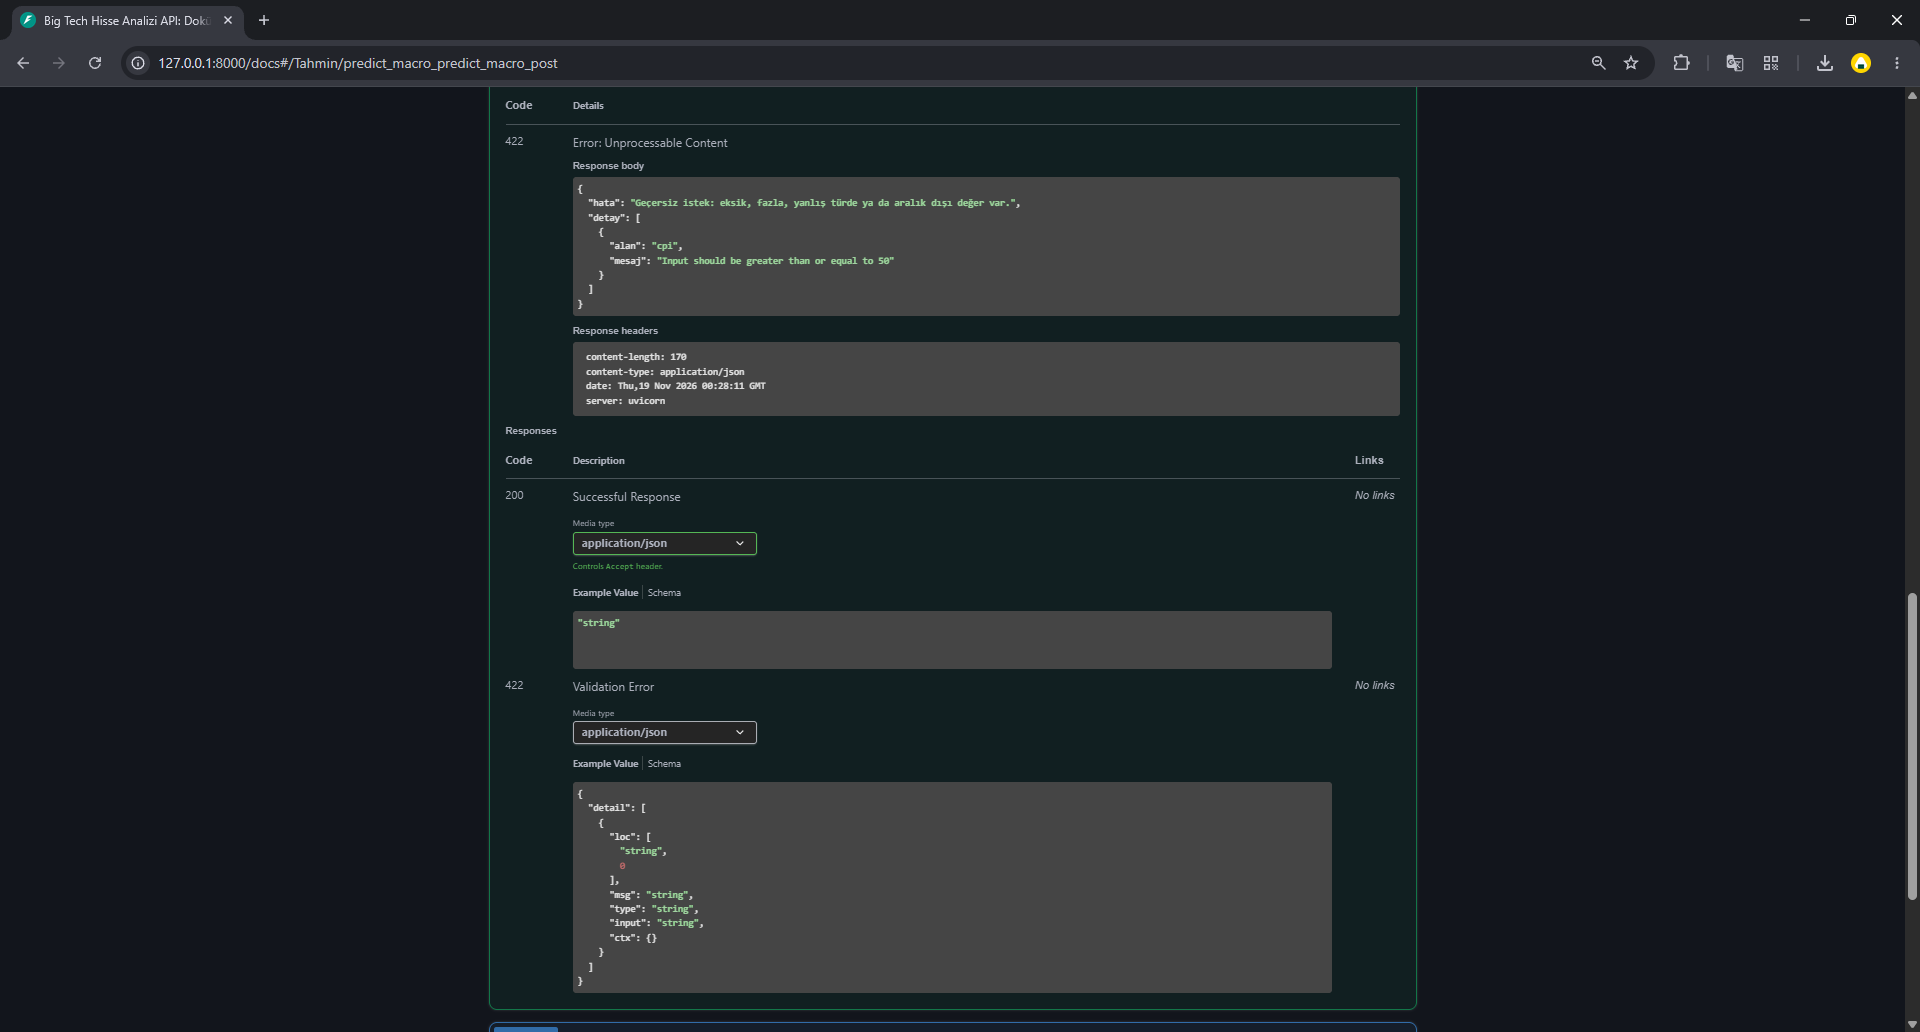 Big Tech Hisse Analizi API: Dokü
127.0.0.1:8000/docs#/Tahmin/predict_macro_predict_macro_post
Code Details
422 Error: Unprocessable Content
Response body
{
"hata": "Geçersiz istek: eksik, fazla, yanlış türde ya da aralık dışı değer var.",
"detay": [
{
"alan": "cpi",
"mesaj": "Input should be greater than or equal to 50"
}
]
}
Response headers
content-length: 170
content-type: application/json
date: Thu,19 Nov 2026 00:28:11 GMT
server: uvicorn
Responses
Code Description Links
200 Successful Response No links
Media type
application/json
Controls Accept header.
Example Value Schema
"string"
422 Validation Error No links
Media type
application/json
Example Value Schema
{
"detail": [
{
"loc": [
"string",
0
],
"msg": "string",
"type": "string",
"input": "string",
"ctx": {}
}
]
}